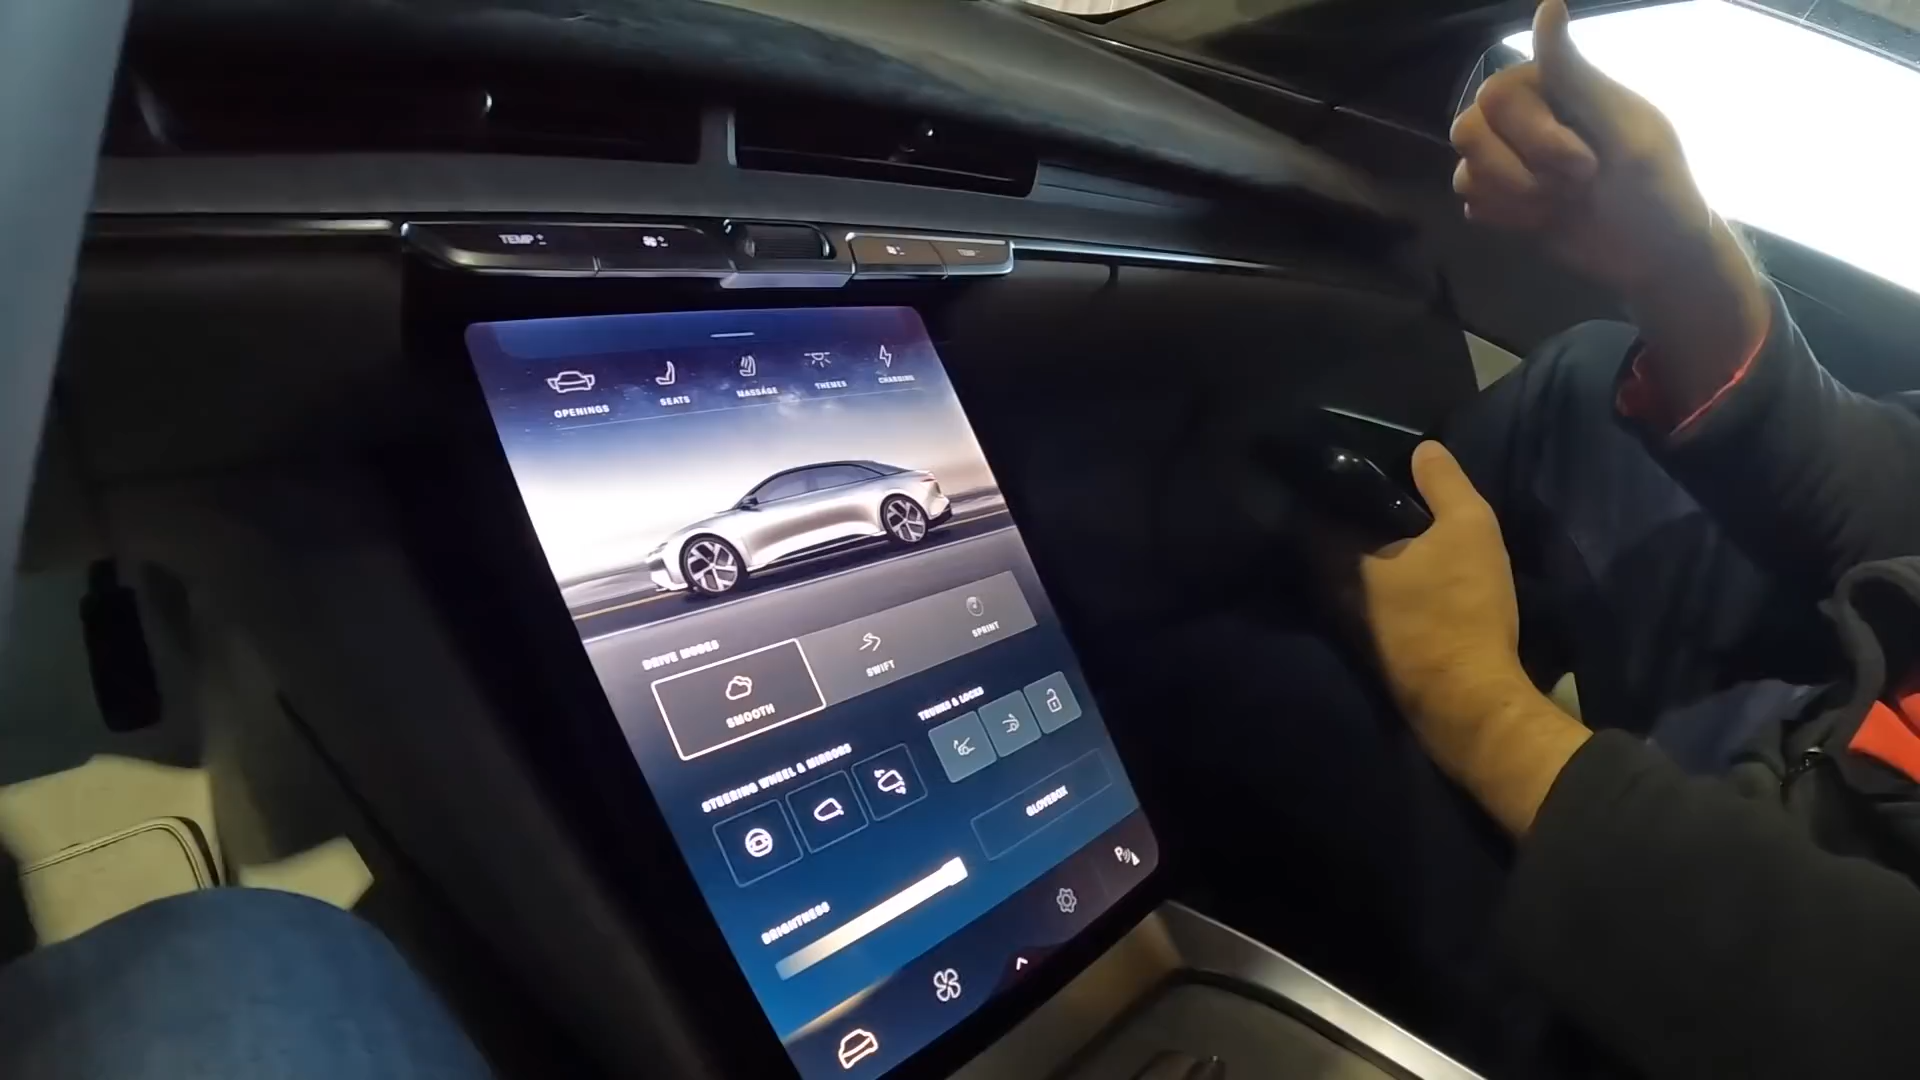 TEMP
OPENINGS
SEATS
MASSAGE
THEMES
CHARGING
DRIVE MODES
SMOOTH
SWIFT
SPRINT
STEERING WHEEL & MIRRORS
TRUNKS & LOCKS
GLOVEBOX
BRIGHTNESS
P